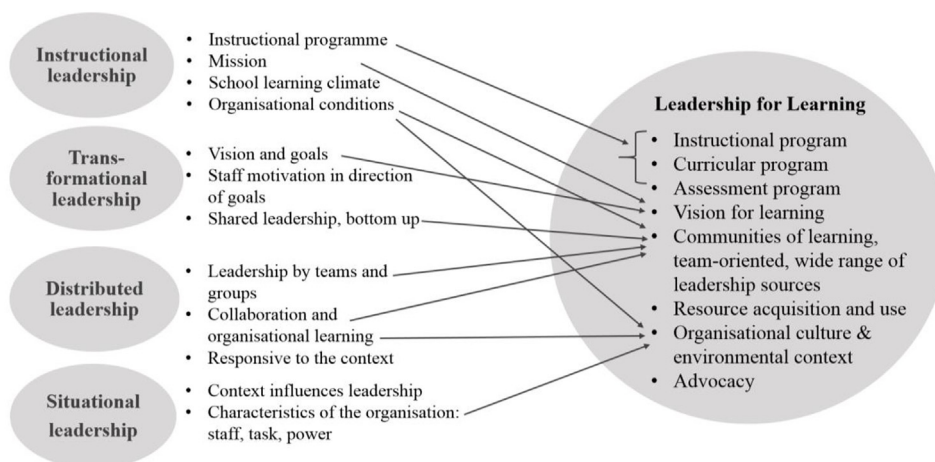 Instructional
leadership
• Instructional programme
• Mission
• School learning climate
• Organisational conditions
Trans-
formational
leadership
• Vision and goals
• Staff motivation in direction
of goals
• Shared leadership, bottom up
Distributed
leadership
• Leadership by teams and
groups
• Collaboration and
organisational learning
• Responsive to the context
Situational
leadership
• Context influences leadership
• Characteristics of the organisation:
staff, task, power
Leadership for Learning
• Instructional program
• Curricular program
• Assessment program
• Vision for learning
• Communities of learning,
team-oriented, wide range of
leadership sources
• Resource acquisition and use
• Organisational culture &
environmental context
• Advocacy